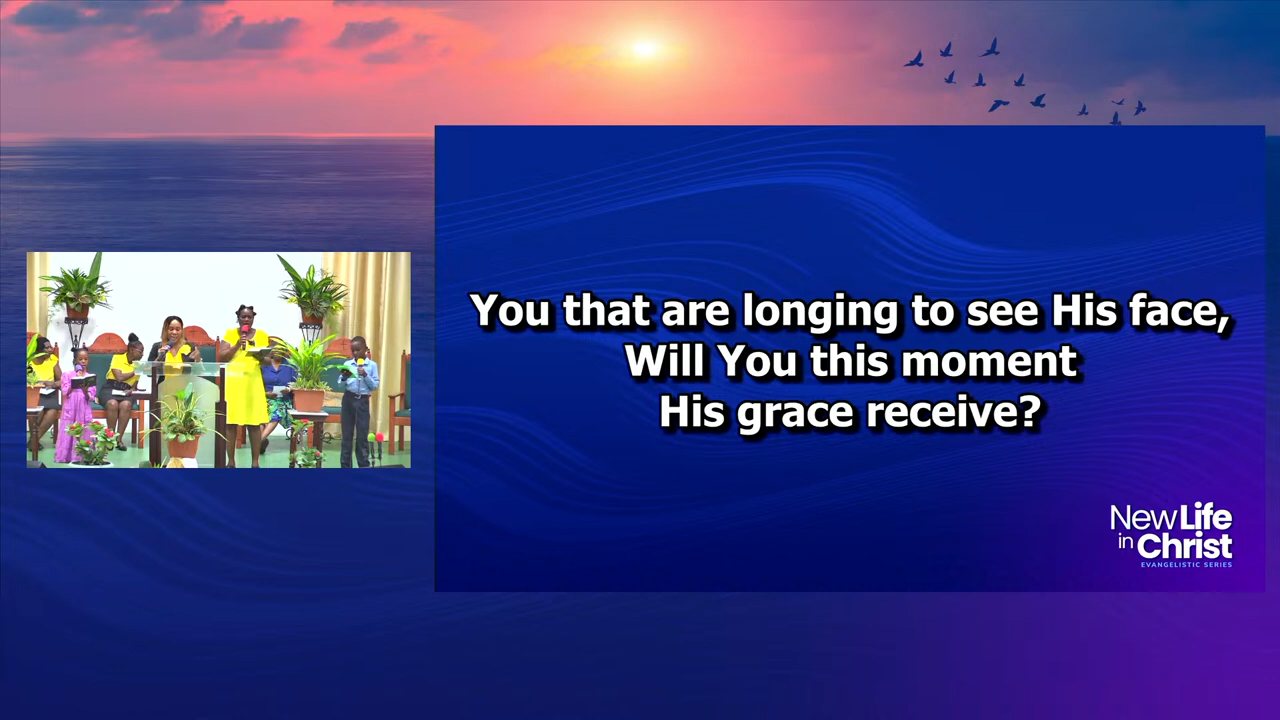 You that are longing to see His face,
Will You this moment
His grace receive?
New Life
in Christ
EVANGELISTIC SERIES